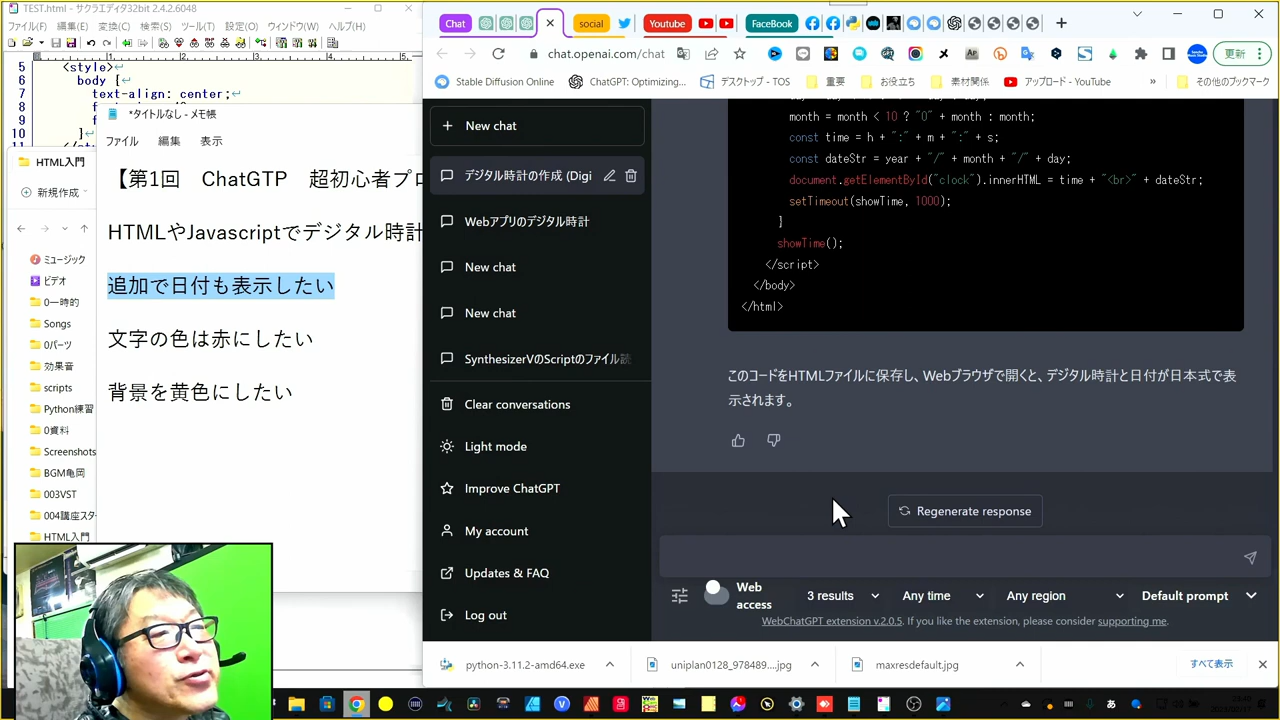 TEST.html - サクラエディタ32bit 2.4.2.6048
ファイル(F) 編集(E) 変換(C) 検索(S) ツール(T) 設定(O) ウィンドウ(W) ヘルプ(H)
5 <style>↵
6 body {↵
7 text-align: center;↵
8
9
10 }↵
11
*タイトルなし - メモ帳
ファイル 編集 表示
【第1回 ChatGTP 超初心者プロ
HTMLやJavascriptでデジタル時計
追加で日付も表示したい
文字の色は赤にしたい
背景を黄色にしたい
HTML入門
新規作成
ミュージック
ビデオ
0一時的
Songs
0パーツ
効果音
scripts
Python練習
0資料
Screenshots
BGM亀岡
003VST
004講座スタ
HTML入門
Chat
social
Youtube
FaceBook
chat.openai.com/chat
更新
Stable Diffusion Online
ChatGPT: Optimizing...
デスクトップ - TOS
重要
お役立ち
素材関係
アップロード - YouTube
»
その他のブックマーク
New chat
デジタル時計の作成 (Digi
Webアプリのデジタル時計
New chat
New chat
SynthesizerVのScriptのファイル読
Clear conversations
Light mode
Improve ChatGPT
My account
Updates & FAQ
Log out
month = month < 10 ? "0" + month : month;
const time = h + ":" + m + ":" + s;
const dateStr = year + "/" + month + "/" + day;
document.getElementById("clock").innerHTML = time + "<br>" + dateStr;
setTimeout(showTime, 1000);
}
showTime();
</script>
</body>
</html>
このコードをHTMLファイルに保存し、Webブラウザで開くと、デジタル時計と日付が日本式で表
示されます。
Regenerate response
Web access
3 results
Any time
Any region
Default prompt
WebChatGPT extension v.2.0.5. If you like the extension, please consider supporting me.
python-3.11.2-amd64.exe
uniplan0128_978489....jpg
maxresdefault.jpg
すべて表示